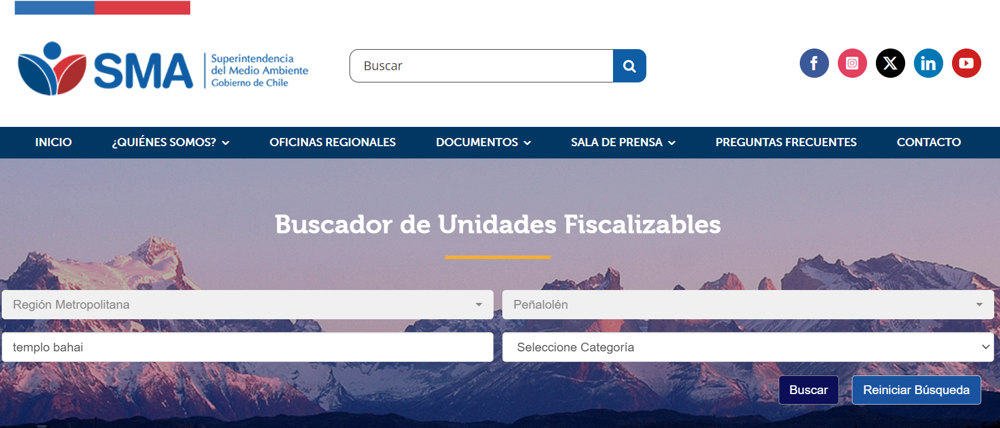 SMA
Superintendencia
del Medio Ambiente
Gobierno de Chile
Buscar
INICIO
¿QUIÉNES SOMOS?
OFICINAS REGIONALES
DOCUMENTOS
SALA DE PRENSA
PREGUNTAS FRECUENTES
CONTACTO
Buscador de Unidades Fiscalizables
Región Metropolitana
Peñalolén
templo bahai
Seleccione Categoría
Buscar
Reiniciar Búsqueda